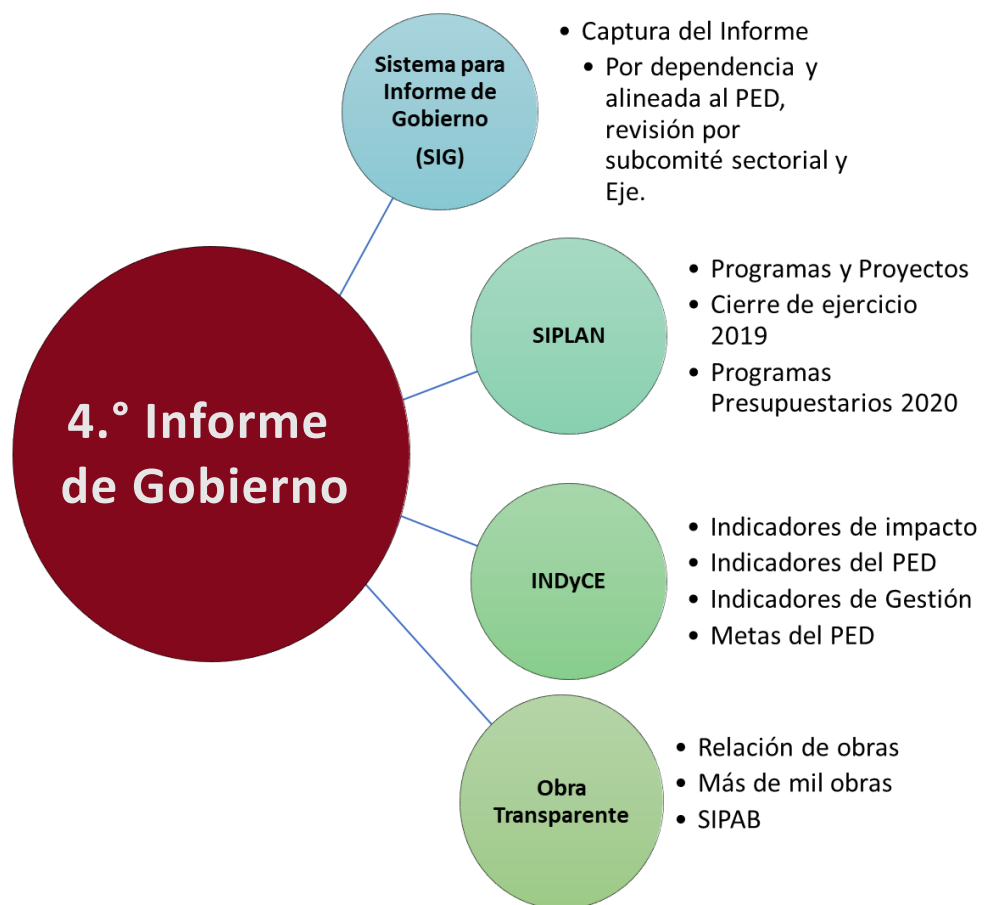 Sistema para
Informe de
Gobierno
(SIG)
• Captura del Informe
• Por dependencia y
alineada al PED,
revisión por
subcomité sectorial y
Eje.
4.° Informe
de Gobierno
SIPLAN
• Programas y Proyectos
• Cierre de ejercicio
2019
• Programas
Presupuestarios 2020
INDyCE
• Indicadores de impacto
• Indicadores del PED
• Indicadores de Gestión
• Metas del PED
Obra
Transparente
• Relación de obras
• Más de mil obras
• SIPAB